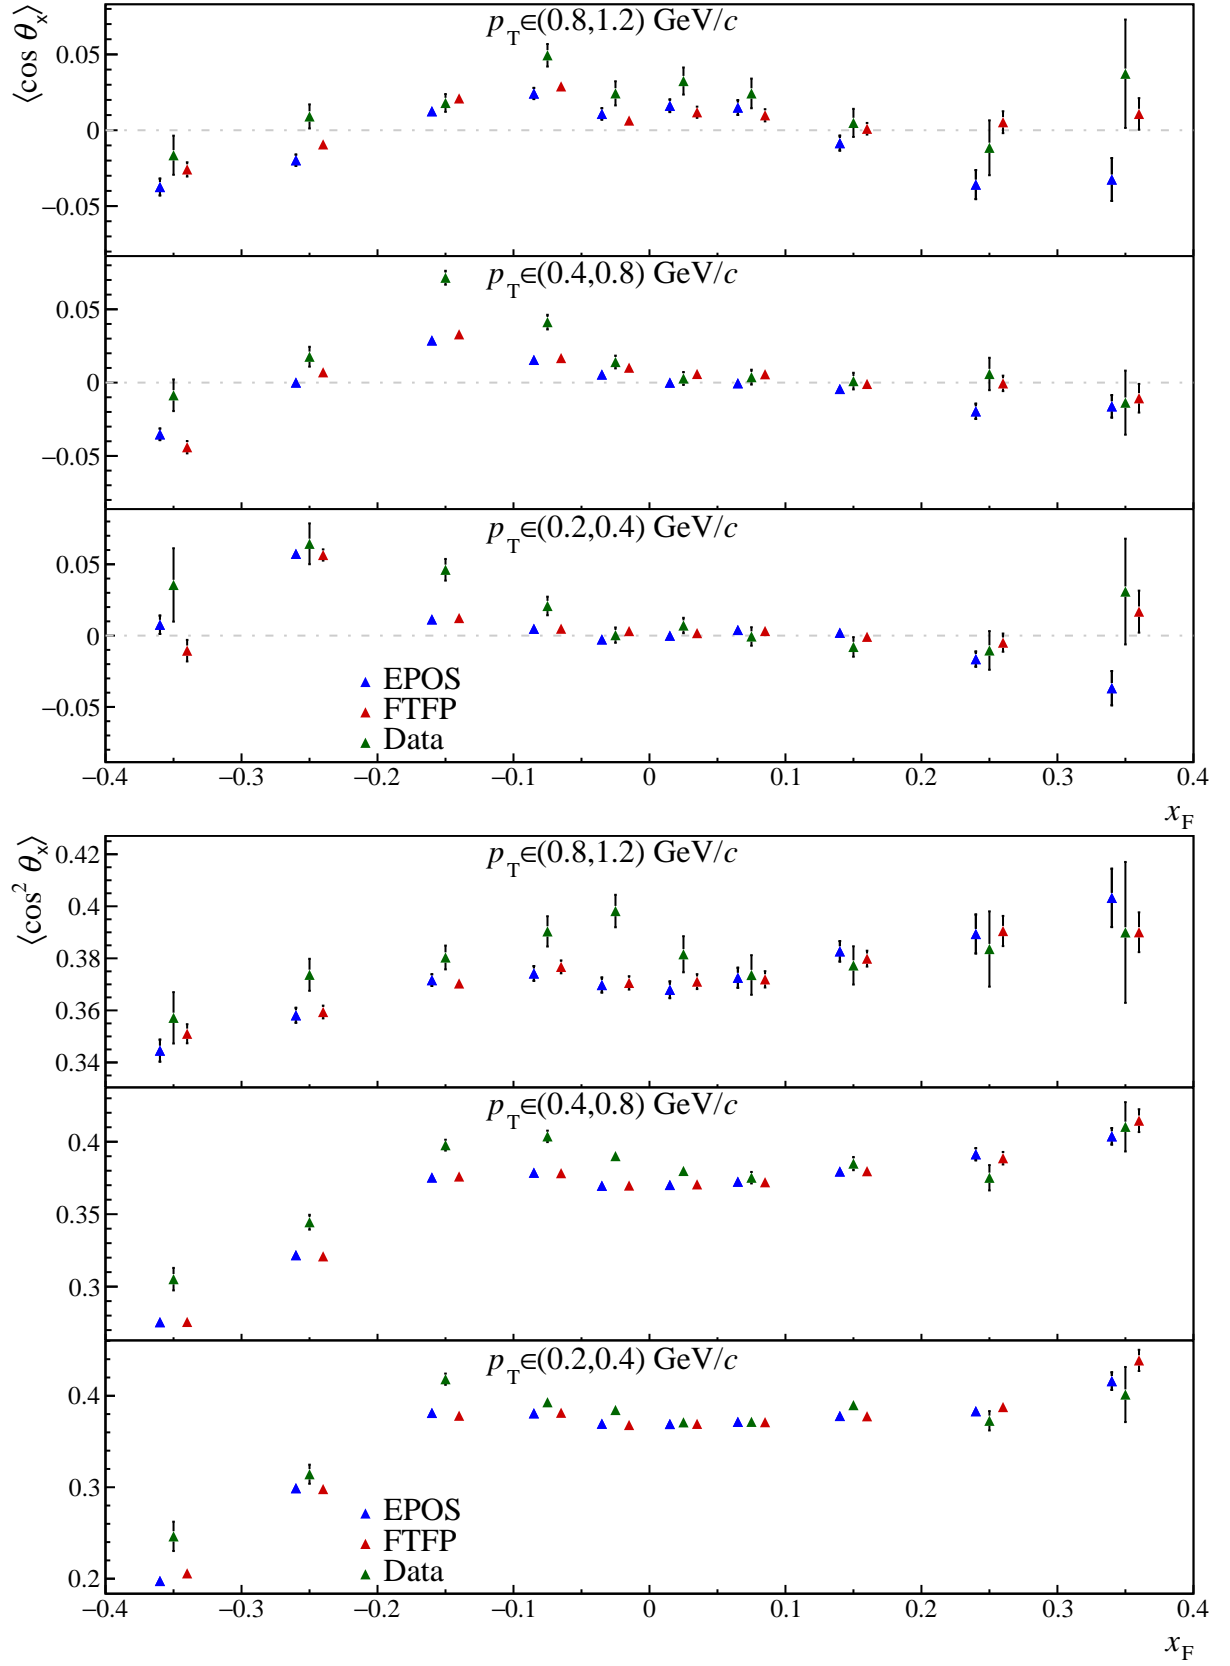 ⟨cos θx⟩
pT∈(0.8,1.2) GeV/c
0.05
0
−0.05
pT∈(0.4,0.8) GeV/c
0.05
0
−0.05
pT∈(0.2,0.4) GeV/c
0.05
0
−0.05
EPOS
FTFP
Data
−0.4 −0.3 −0.2 −0.1 0 0.1 0.2 0.3 0.4
xF
⟨cos² θx⟩
pT∈(0.8,1.2) GeV/c
0.42
0.4
0.38
0.36
0.34
pT∈(0.4,0.8) GeV/c
0.4
0.35
0.3
pT∈(0.2,0.4) GeV/c
0.4
0.3
0.2
EPOS
FTFP
Data
−0.4 −0.3 −0.2 −0.1 0 0.1 0.2 0.3 0.4
xF